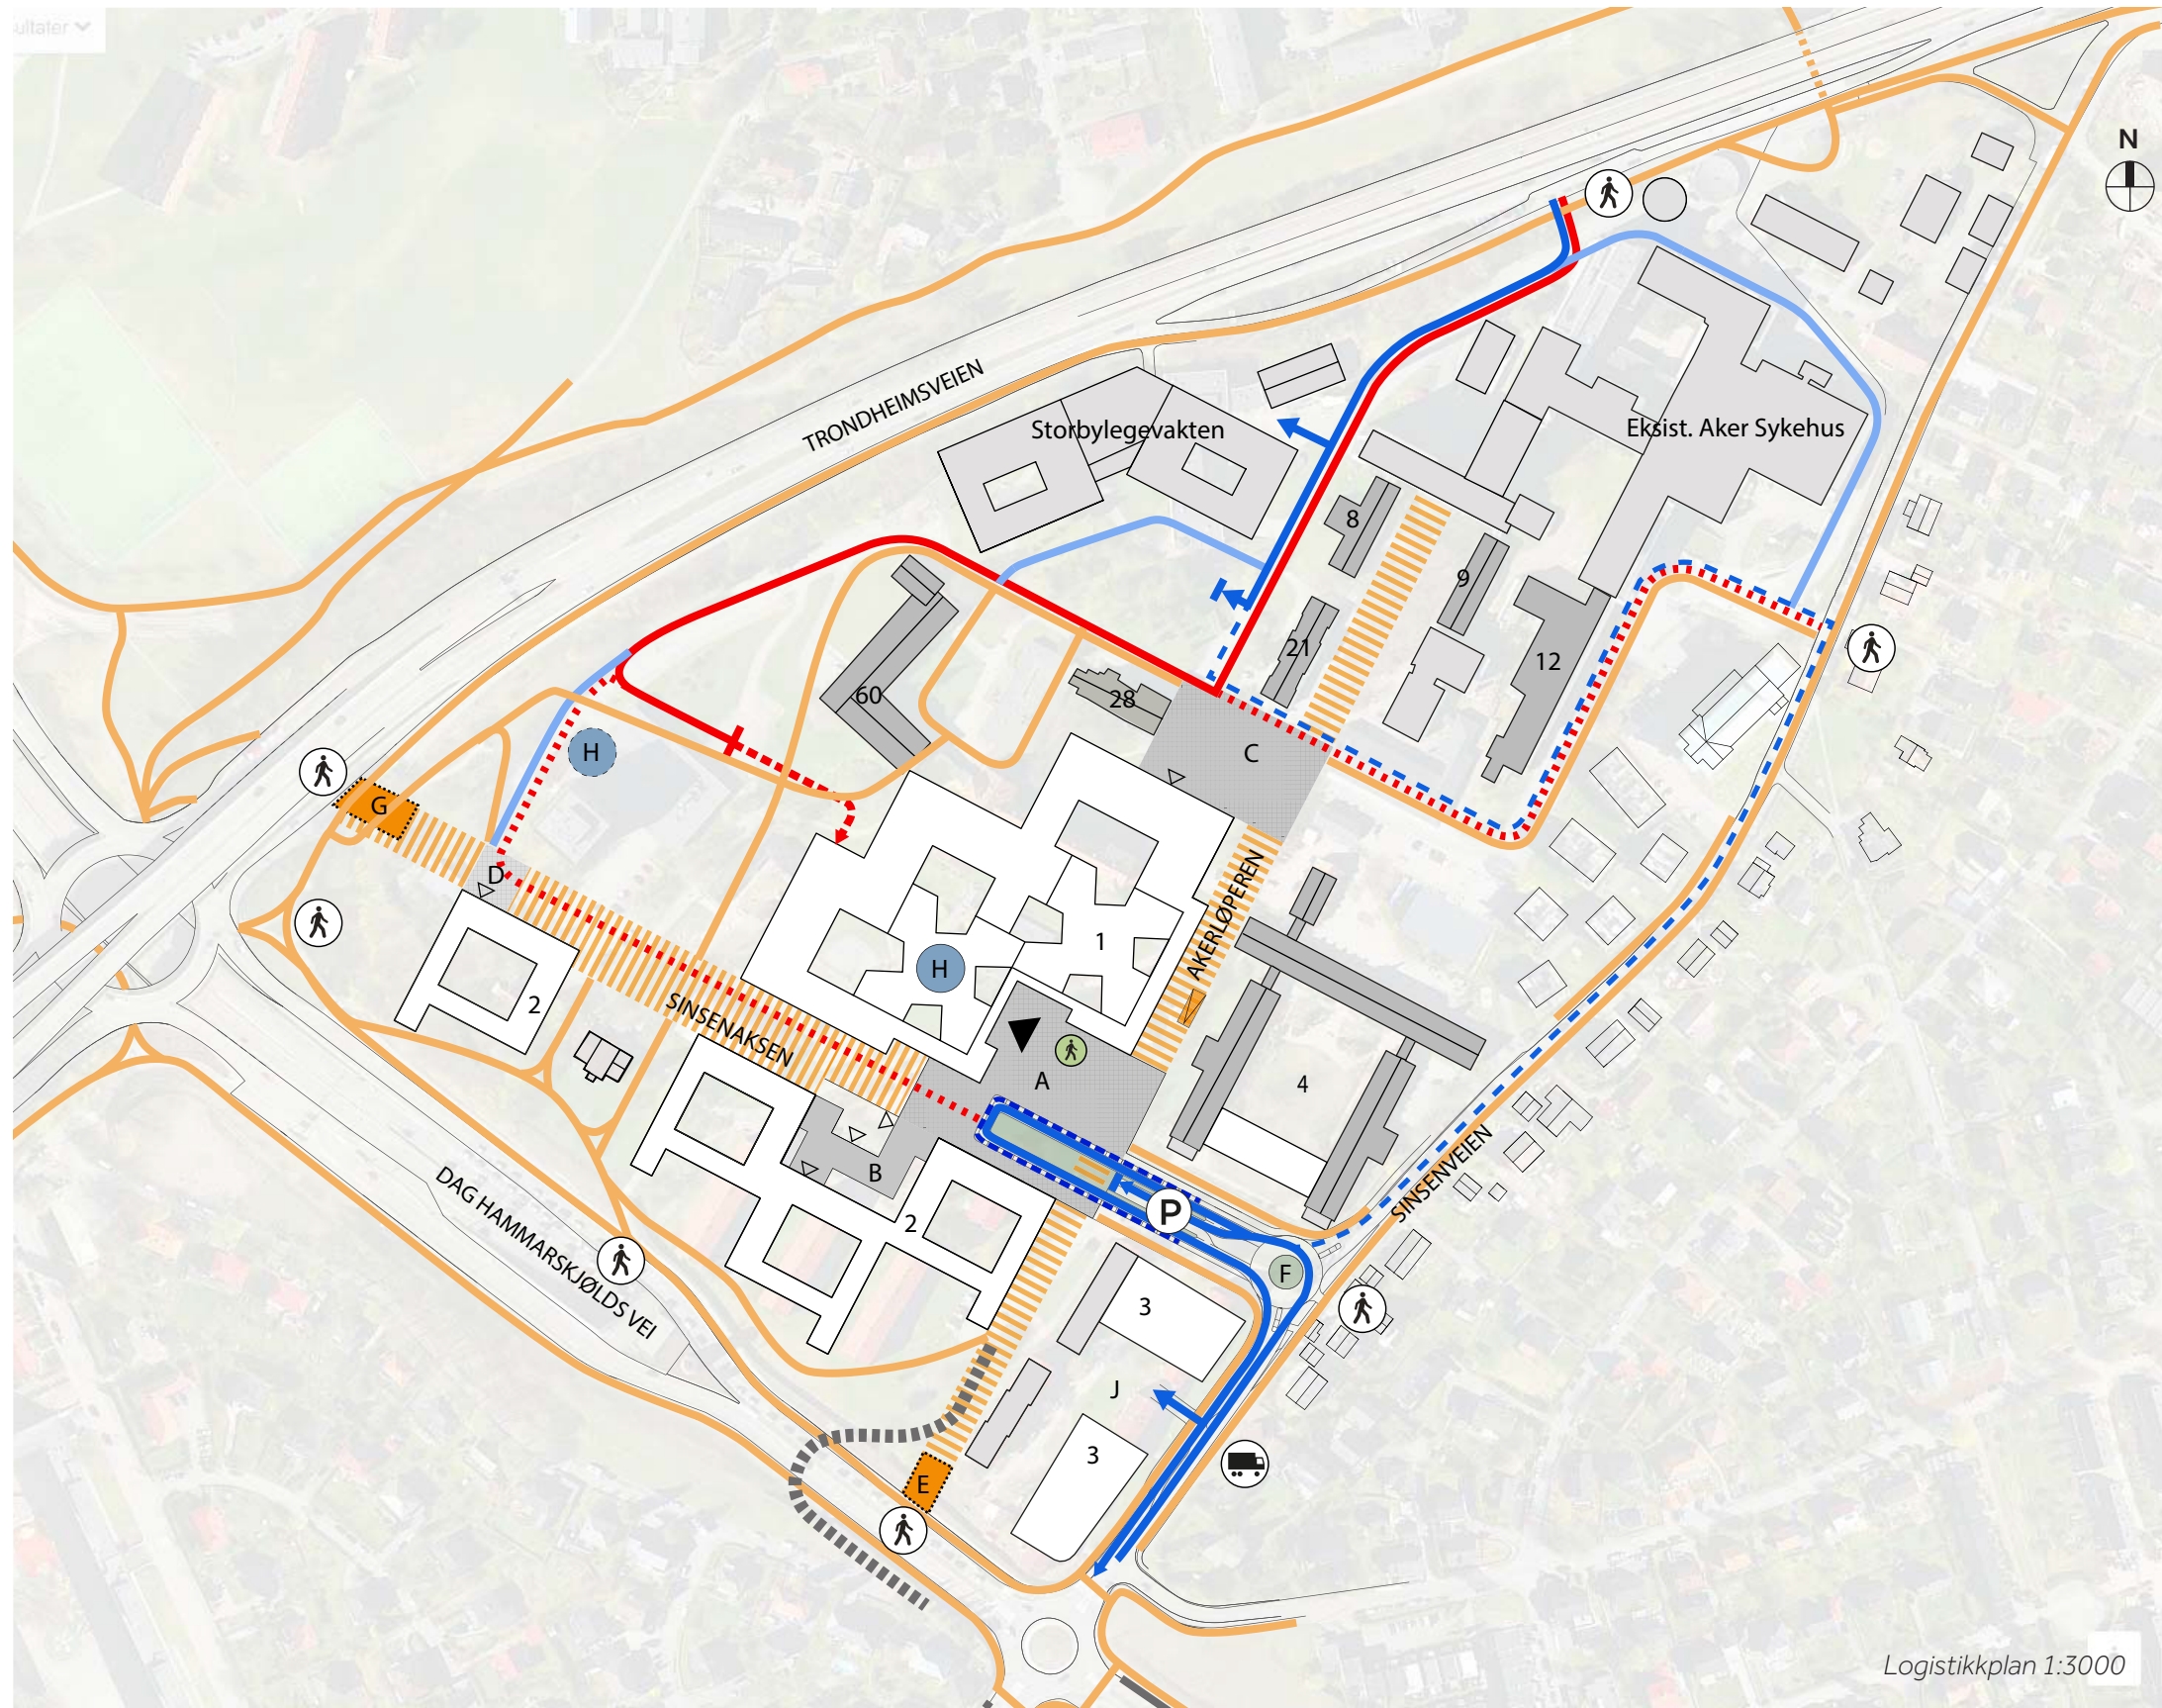 ultater
N
TRONDHEIMSVEIEN
Storbylegevakten
Eksist. Aker Sykehus
8
9
21
12
60
28
C
H
G
D
1
H
AKERLØPEREN
2
SINSENAKSEN
A
4
B
2
P
SINSENVEIEN
F
DAG HAMMARSKJØLDS VEI
3
J
3
E
Logistikkplan 1:3000